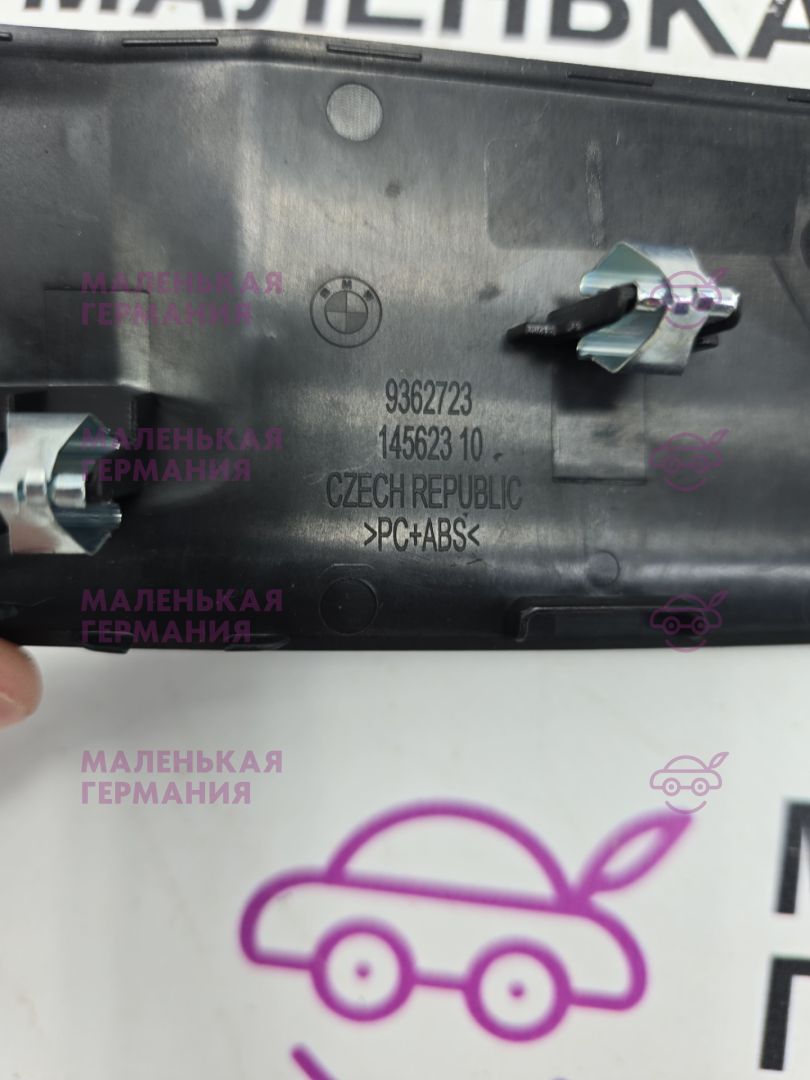 МАЛЕНЬКА
BMW
9362723
145623 10
CZECH REPUBLIC
>PC+ABS<
МАЛЕНЬКАЯ
ГЕРМАНИЯ
МАЛЕНЬКАЯ
ГЕРМАНИЯ
МАЛЕНЬКАЯ
ГЕРМАНИЯ
МАЛЕНЬКАЯ
ГЕРМАНИЯ